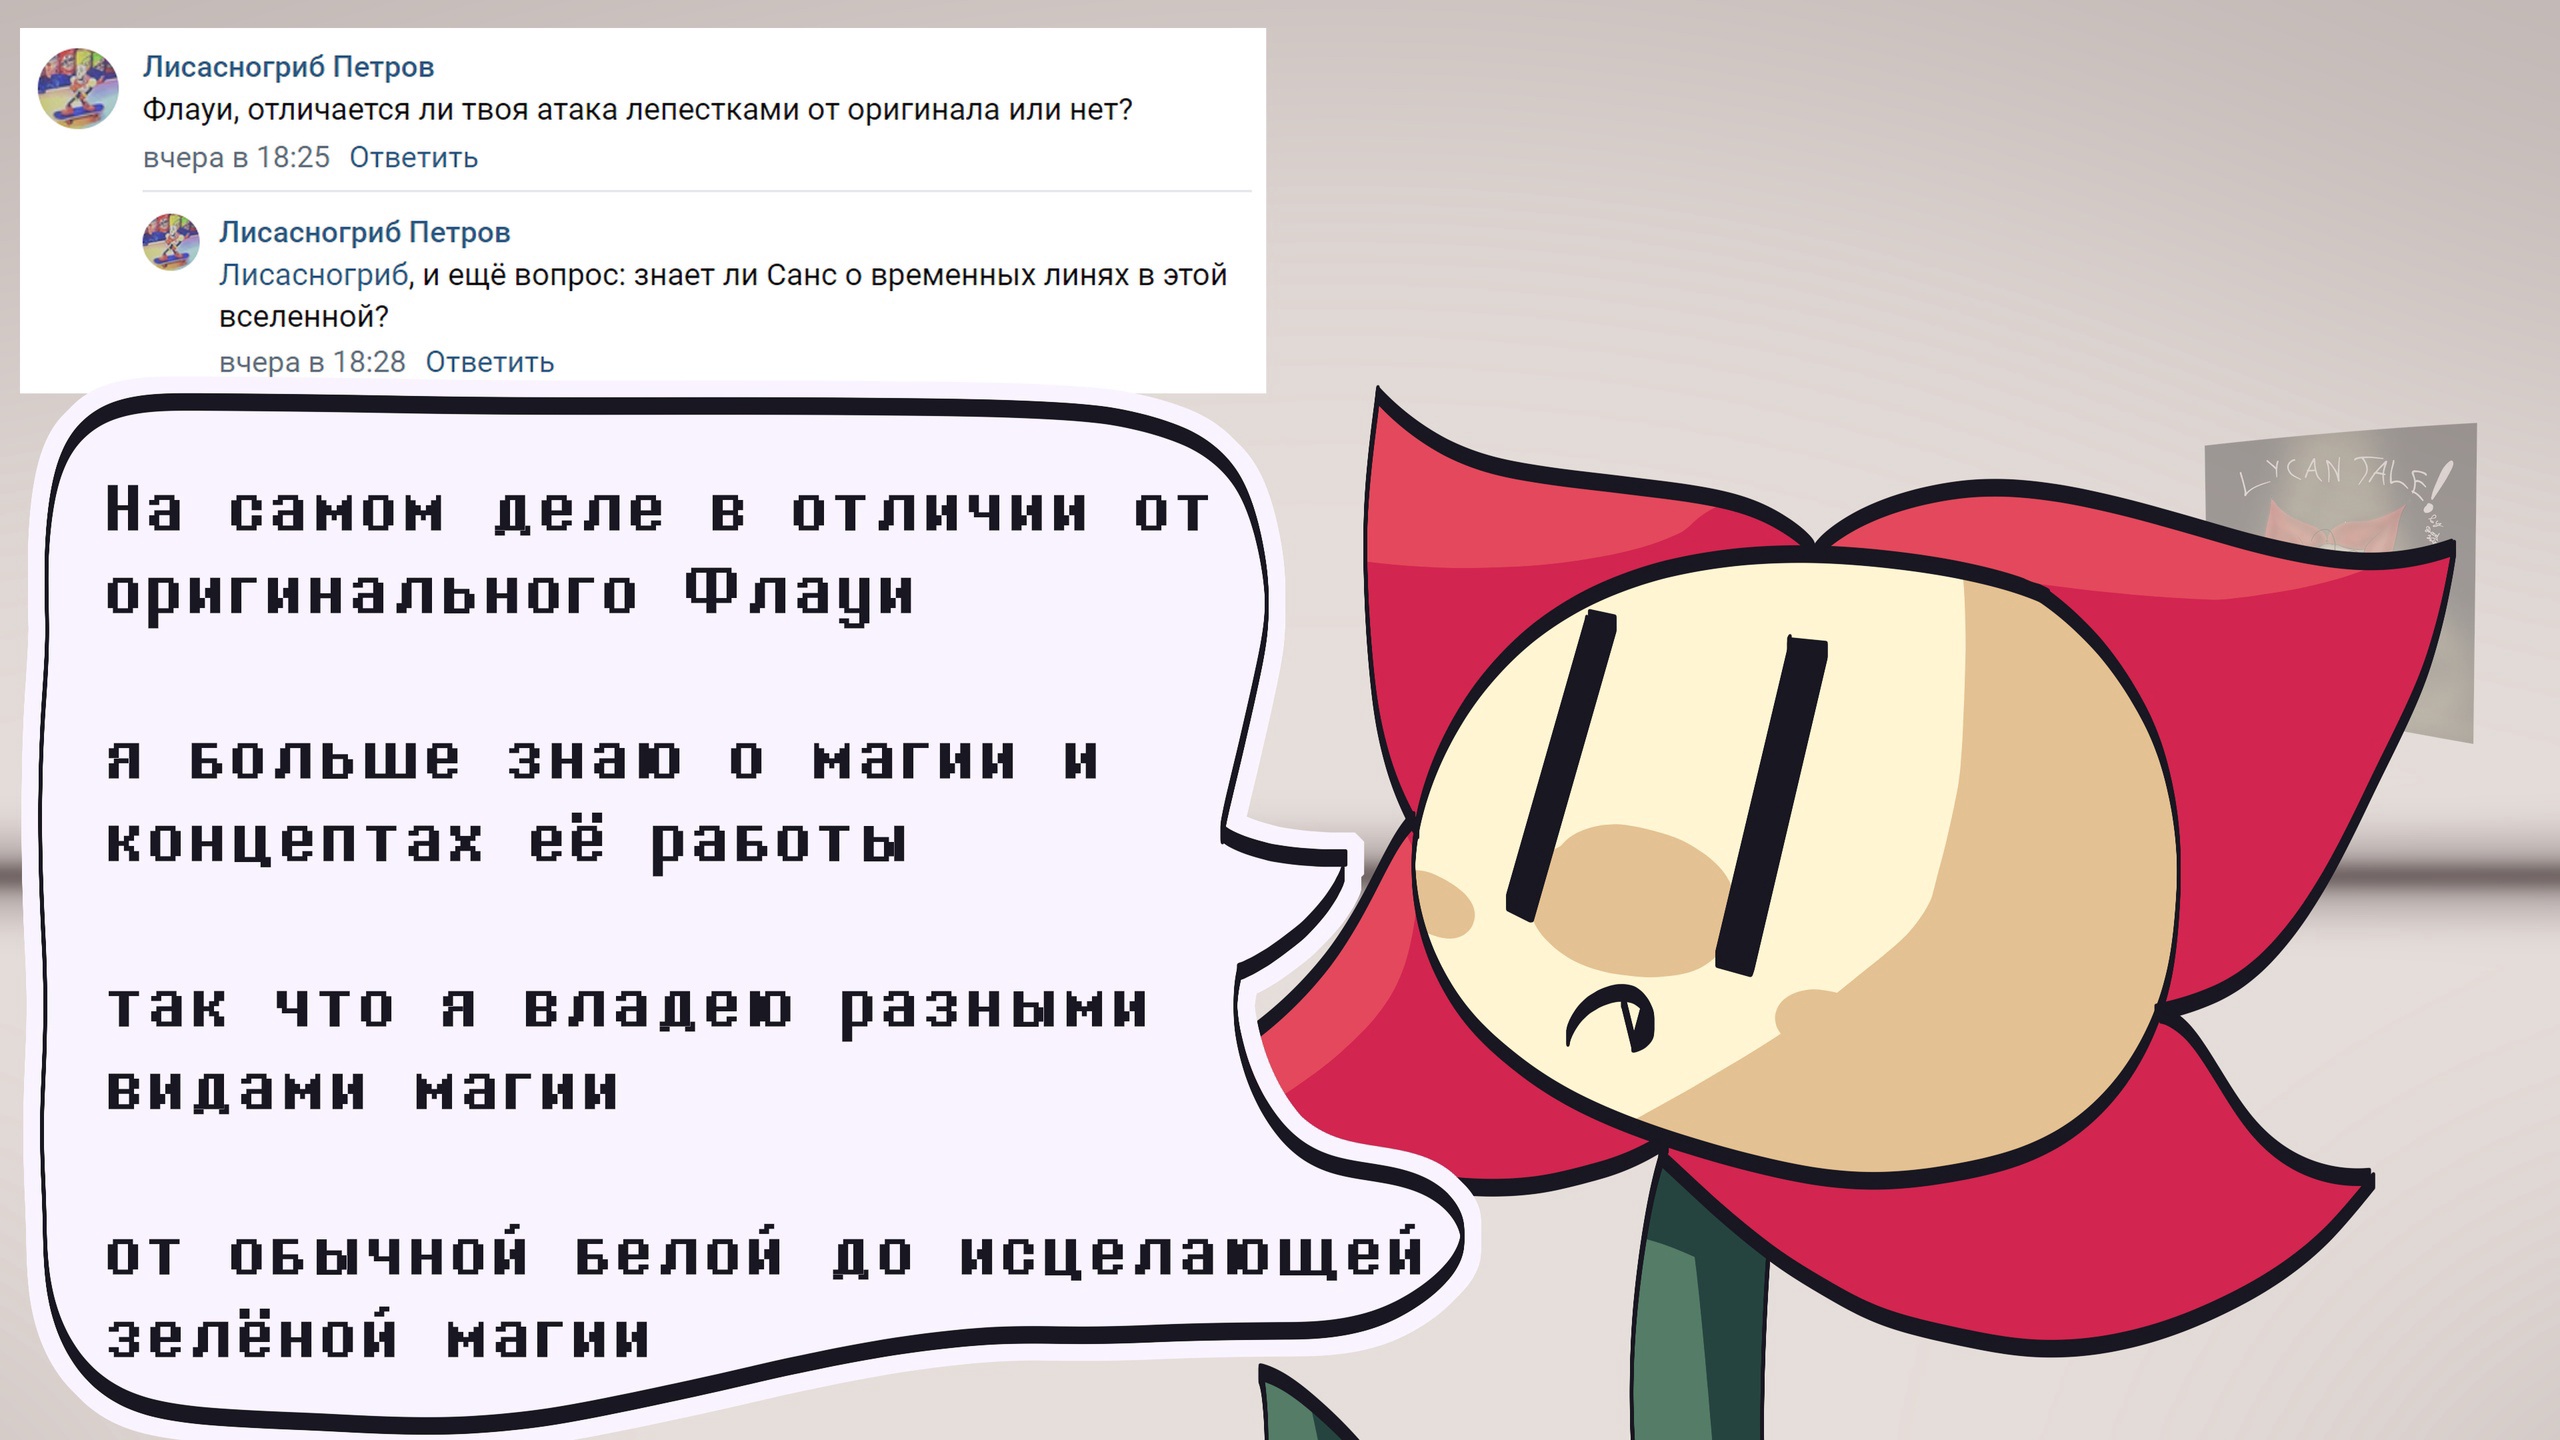 Лисасногриб Петров
Флауи, отличается ли твоя атака лепестками от оригинала или нет?
вчера в 18:25 Ответить
Лисасногриб Петров
Лисасногриб, и ещё вопрос: знает ли Санс о временных линях в этой
вселенной?
вчера в 18:28 Ответить
На самом деле в отличии от
оригинального Флауи
я больше знаю о магии и
концептах её работы
так что я владею разными
видами магии
от обычной белой до исцелающей
зелёной магии
LYCAN TALE!